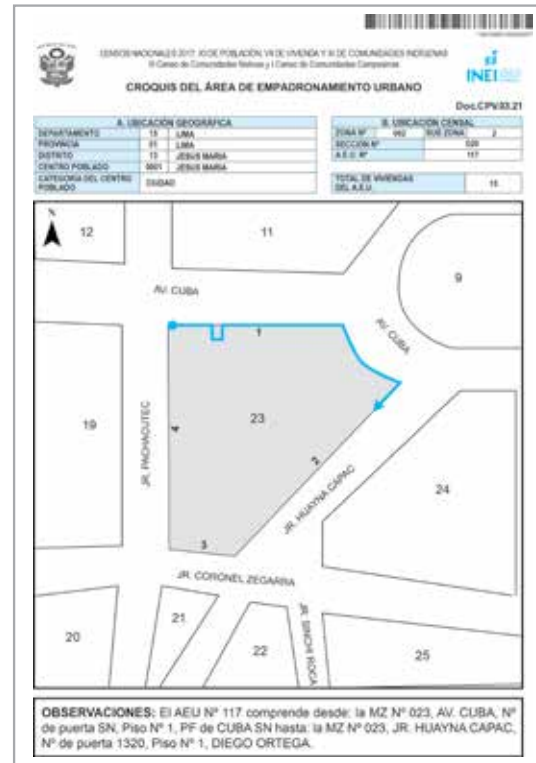 CENSOS NACIONALES 2017: XII DE POBLACIÓN, VII DE VIVIENDA Y III DE COMUNIDADES INDÍGENAS
III Censo de Comunidades Nativas y I Censo de Comunidades Campesinas
INEI
CROQUIS DEL ÁREA DE EMPADRONAMIENTO URBANO
Doc.CPV.03.21
A. UBICACIÓN GEOGRÁFICA
DEPARTAMENTO 15 LIMA
PROVINCIA 01 LIMA
DISTRITO 13 JESUS MARIA
CENTRO POBLADO 0001 JESUS MARIA
CATEGORÍA DEL CENTRO POBLADO CIUDAD
B. UBICACIÓN CENSAL
ZONA Nº 002 SUB ZONA 2
SECCIÓN Nº 020
A.E.U. Nº 117
TOTAL DE VIVIENDAS DEL A.E.U. 15
N
12
11
9
AV. CUBA
AV. CUBA
1
19
JR. PACHACUTEC
4
23
2
JR. HUAYNA CAPAC
24
3
JR. CORONEL ZEGARRA
20
21
22
JR. SINCHI ROCA
25
OBSERVACIONES: El AEU Nº 117 comprende desde: la MZ Nº 023, AV. CUBA, Nº
de puerta SN, Piso Nº 1, PF de CUBA SN hasta: la MZ Nº 023, JR. HUAYNA CAPAC,
Nº de puerta 1320, Piso Nº 1, DIEGO ORTEGA.